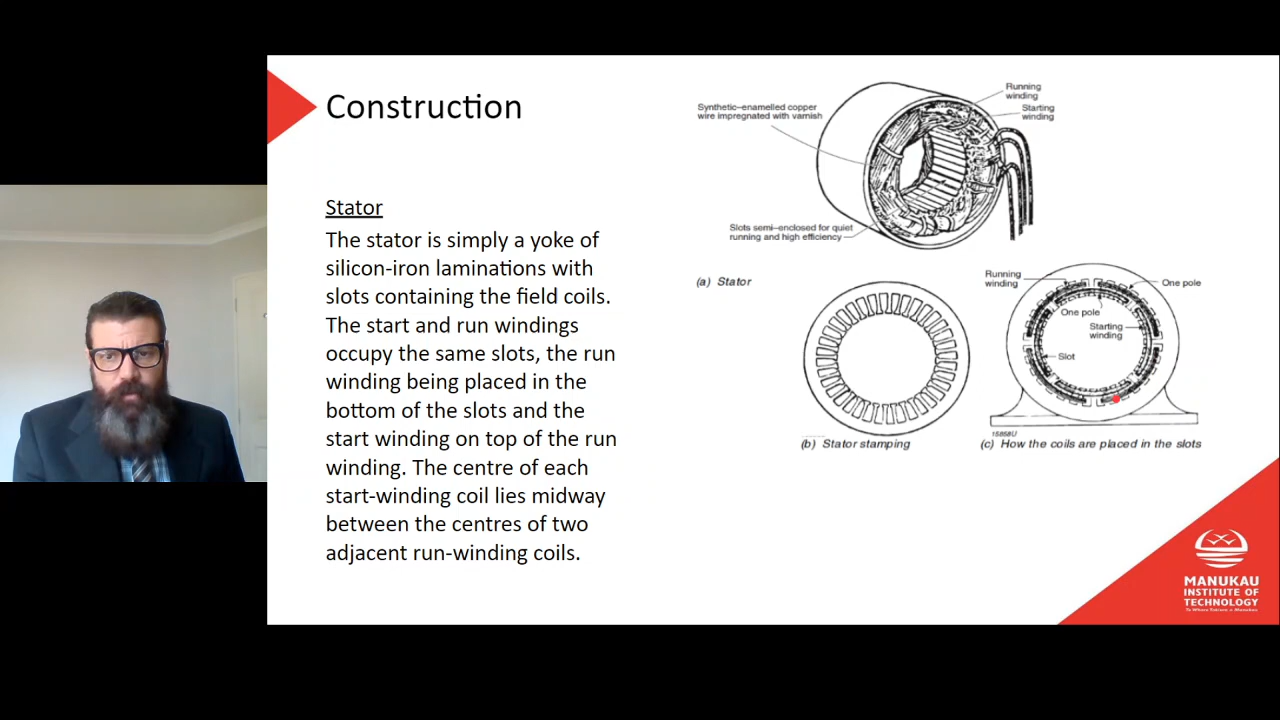 Construction
Stator
The stator is simply a yoke of
silicon-iron laminations with
slots containing the field coils.
The start and run windings
occupy the same slots, the run
winding being placed in the
bottom of the slots and the
start winding on top of the run
winding. The centre of each
start-winding coil lies midway
between the centres of two
adjacent run-winding coils.
Running
winding
Synthetic–enamelled copper
wire impregnated with varnish
Starting
winding
Slots semi–enclosed for quiet
running and high efficiency
(a) Stator
Running
winding
One pole
One pole
Starting
winding
Slot
15858U
(b) Stator stamping
(c) How the coils are placed in the slots
MANUKAU
INSTITUTE OF
TECHNOLOGY